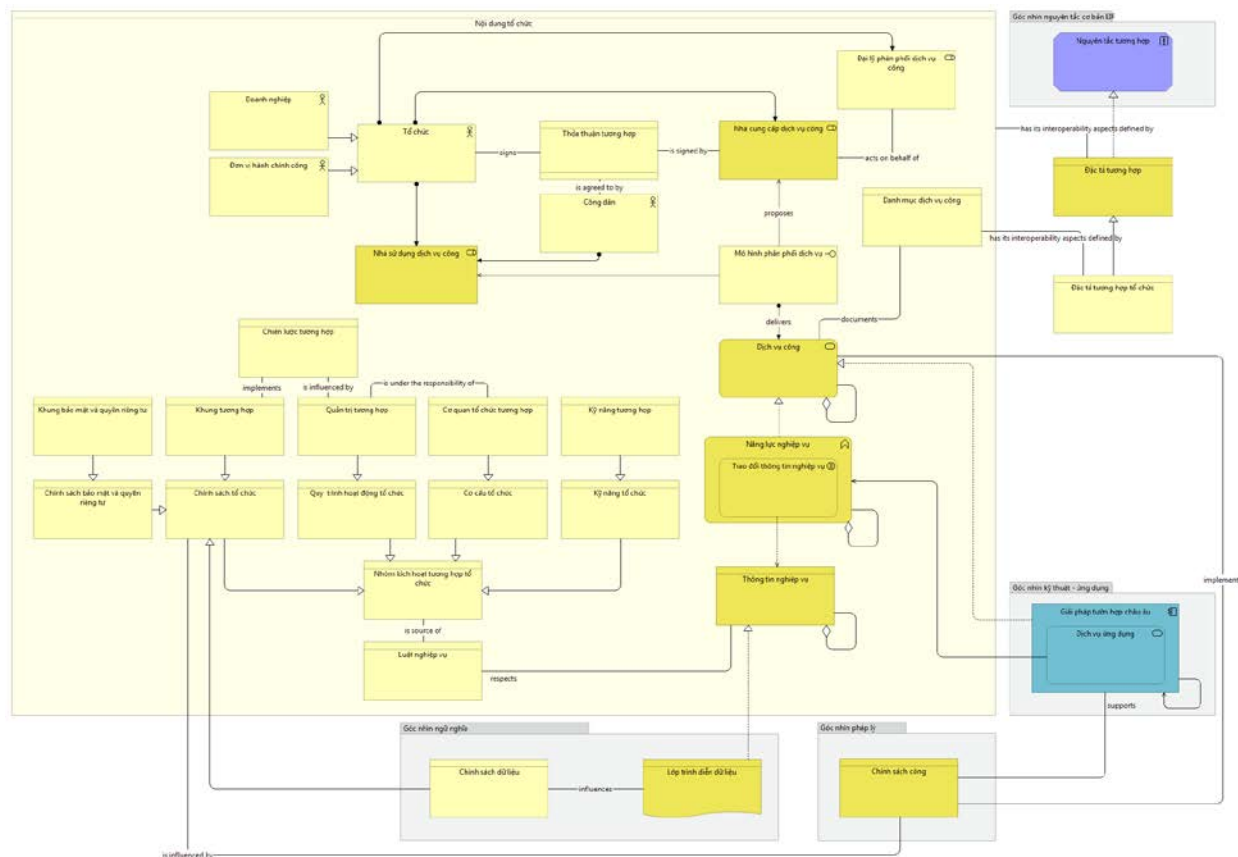 Nội dung tổ chức
Góc nhìn nguyên tắc cơ bản EIF
Nguyên tắc tương hợp
Đại lý phân phối dịch vụ
công
Doanh nghiệp
Tổ chức
Thỏa thuận tương hợp
Nhà cung cấp dịch vụ công
has its interoperability aspects defined by
signs
is signed by
acts on behalf of
Đơn vị hành chính công
Đặc tả tương hợp
is agreed to by
Công dân
Danh mục dịch vụ công
proposes
has its interoperability aspects defined by
Nhà sử dụng dịch vụ công
Mô hình phân phối dịch vụ
Đặc tả tương hợp tổ chức
delivers
documents
Chiến lược tương hợp
Dịch vụ công
implements
is influenced by
is under the responsibility of
Khung bảo mật và quyền riêng tư
Khung tương hợp
Quản trị tương hợp
Cơ quan tổ chức tương hợp
Kỹ năng tương hợp
Năng lực nghiệp vụ
Trao đổi thông tin nghiệp vụ
Chính sách bảo mật và quyền
riêng tư
Chính sách tổ chức
Quy trình hoạt động tổ chức
Cơ cấu tổ chức
Kỹ năng tổ chức
Nhóm kích hoạt tương hợp tổ
chức
Thông tin nghiệp vụ
implement
Góc nhìn kỹ thuật - ứng dụng
Giải pháp tươn hợp châu âu
is source of
Dịch vụ ứng dụng
Luật nghiệp vụ
respects
supports
Góc nhìn ngữ nghĩa
Góc nhìn pháp lý
Chính sách dữ liệu
influences
Lớp trình diễn dữ liệu
Chính sách công
is influenced by